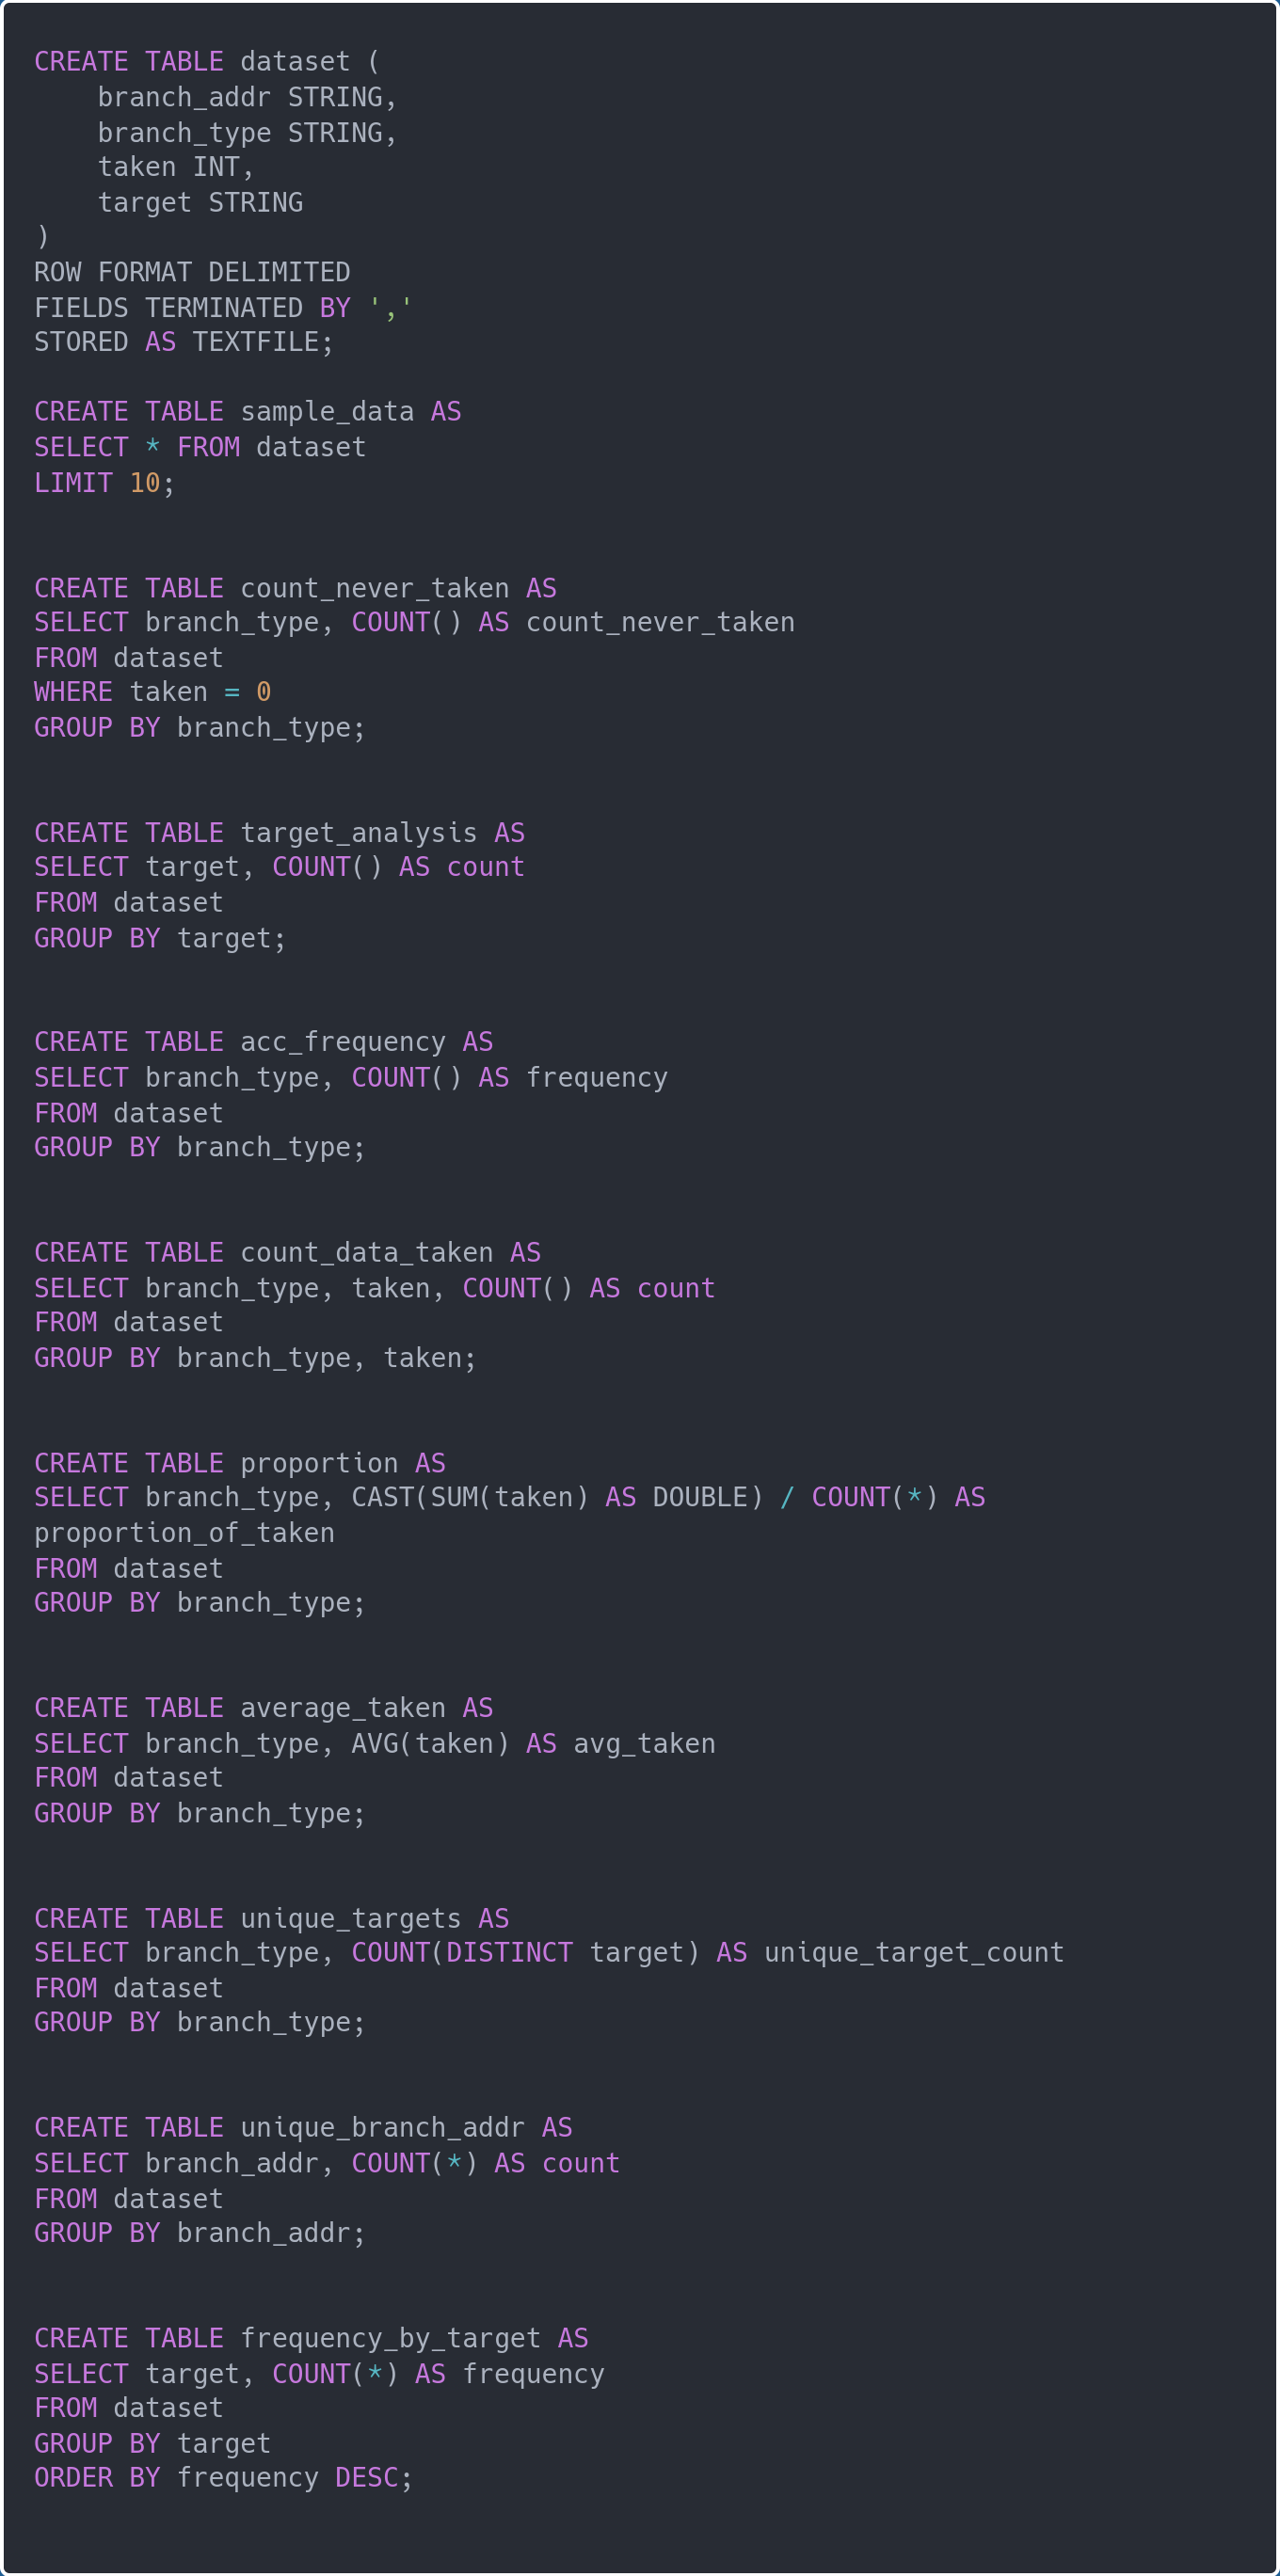 CREATE TABLE dataset (
    branch_addr STRING,
    branch_type STRING,
    taken INT,
    target STRING
)
ROW FORMAT DELIMITED
FIELDS TERMINATED BY ','
STORED AS TEXTFILE;

CREATE TABLE sample_data AS
SELECT * FROM dataset
LIMIT 10;


CREATE TABLE count_never_taken AS
SELECT branch_type, COUNT() AS count_never_taken
FROM dataset
WHERE taken = 0
GROUP BY branch_type;


CREATE TABLE target_analysis AS
SELECT target, COUNT() AS count
FROM dataset
GROUP BY target;


CREATE TABLE acc_frequency AS
SELECT branch_type, COUNT() AS frequency
FROM dataset
GROUP BY branch_type;


CREATE TABLE count_data_taken AS
SELECT branch_type, taken, COUNT() AS count
FROM dataset
GROUP BY branch_type, taken;


CREATE TABLE proportion AS
SELECT branch_type, CAST(SUM(taken) AS DOUBLE) / COUNT(*) AS
proportion_of_taken
FROM dataset
GROUP BY branch_type;


CREATE TABLE average_taken AS
SELECT branch_type, AVG(taken) AS avg_taken
FROM dataset
GROUP BY branch_type;


CREATE TABLE unique_targets AS
SELECT branch_type, COUNT(DISTINCT target) AS unique_target_count
FROM dataset
GROUP BY branch_type;


CREATE TABLE unique_branch_addr AS
SELECT branch_addr, COUNT(*) AS count
FROM dataset
GROUP BY branch_addr;


CREATE TABLE frequency_by_target AS
SELECT target, COUNT(*) AS frequency
FROM dataset
GROUP BY target
ORDER BY frequency DESC;